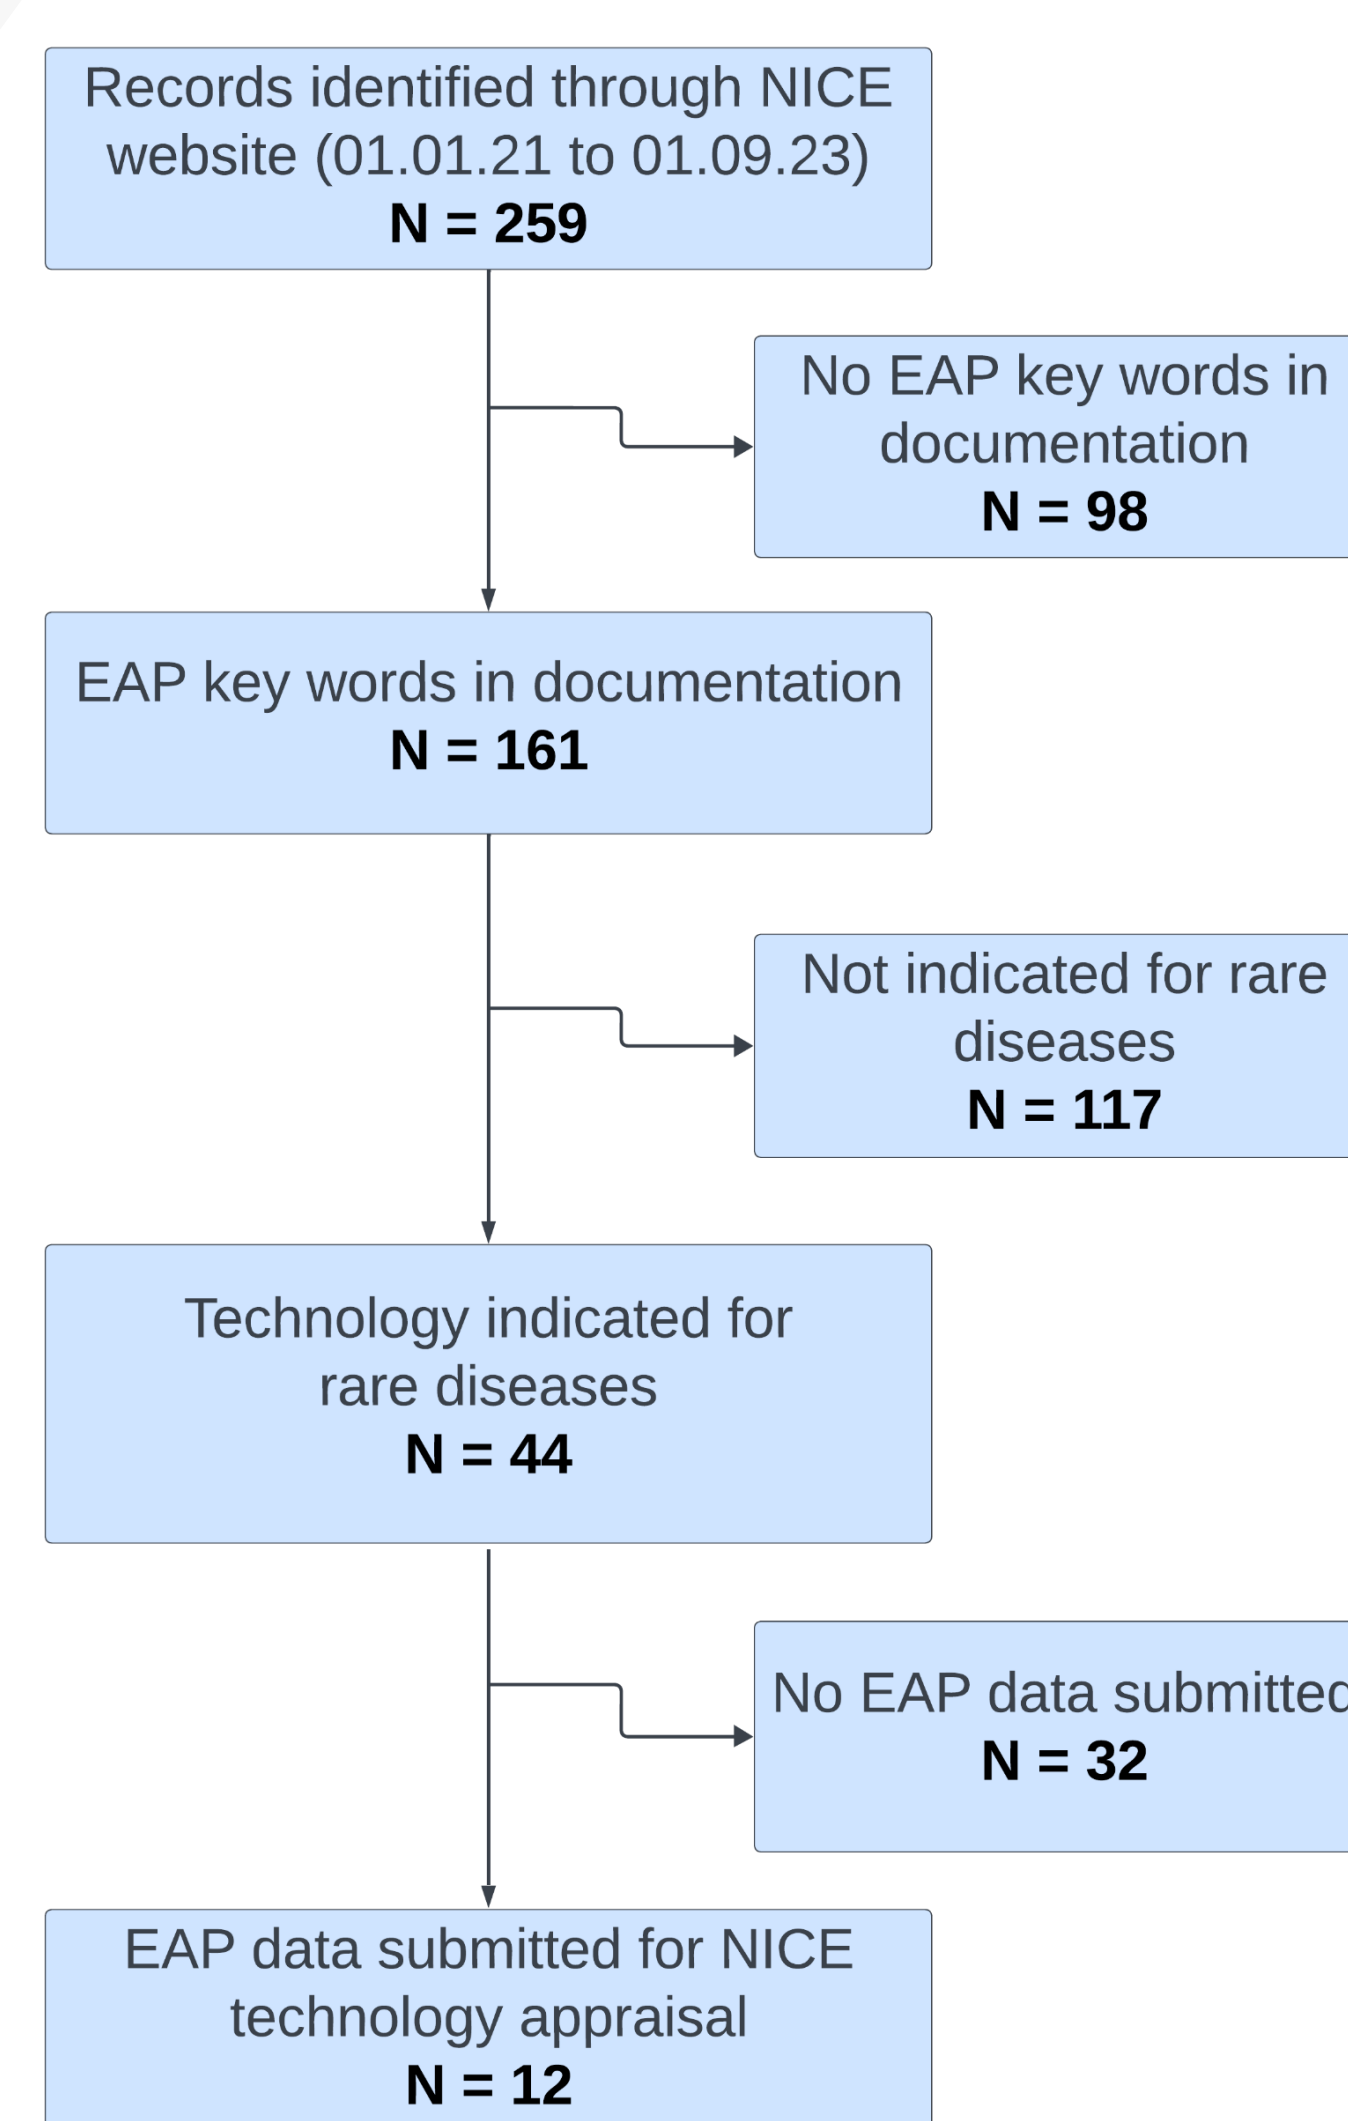 Records identified through NICE
website (01.01.21 to 01.09.23)
N = 259
No EAP key words in
documentation
N = 98
EAP key words in documentation
N = 161
Not indicated for rare
diseases
N = 117
Technology indicated for
rare diseases
N = 44
No EAP data submitted
N = 32
EAP data submitted for NICE
technology appraisal
N = 12